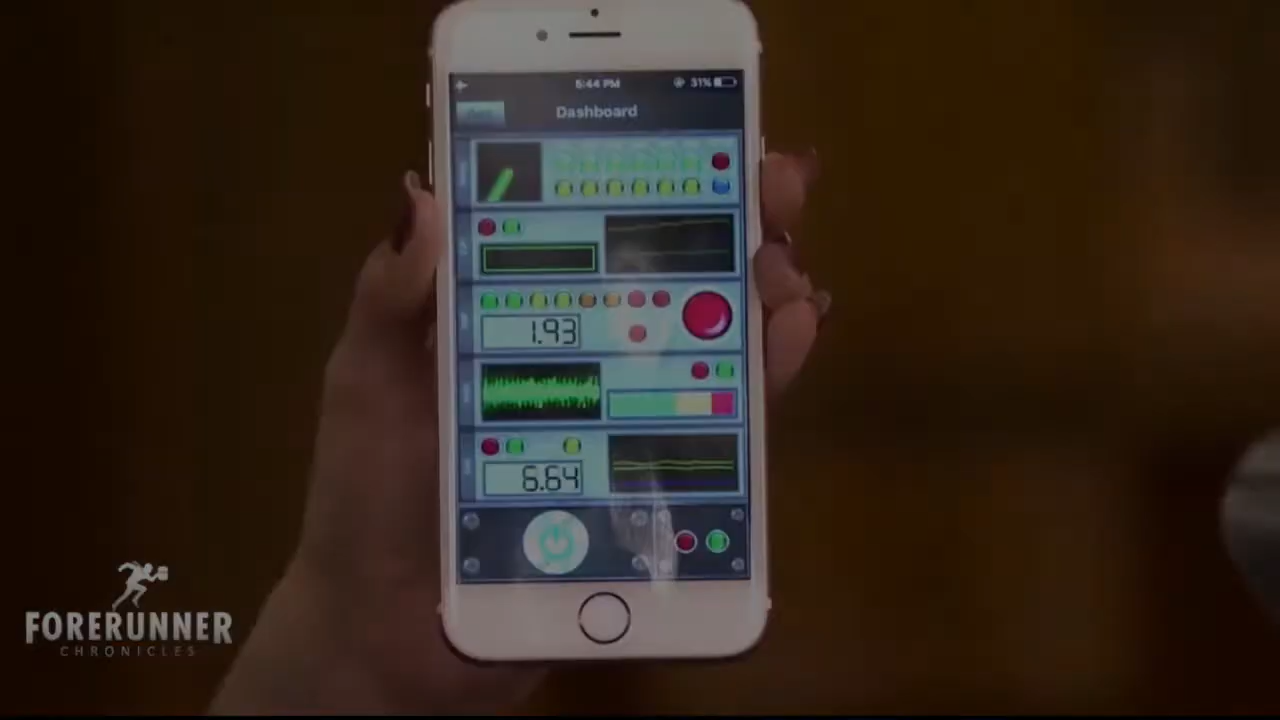 5:44 PM
31%
Dashboard
1.93
6.64
FORERUNNER
CHRONICLES